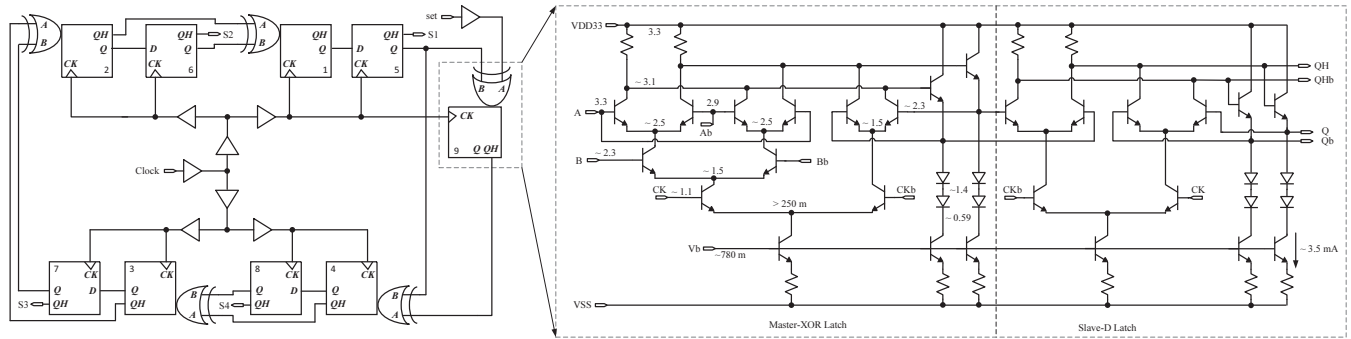 set
A
B
QH
Q
CK
2
QH
S2
D
Q
CK
6
A
B
QH
Q
CK
1
QH
S1
D
Q
CK
5
B
A
CK
9
Q
QH
Clock
7
CK
Q
D
S3
QH
3
CK
Q
QH
B
A
8
CK
Q
D
S4
QH
4
CK
Q
QH
B
A
VDD33
3.3
~ 3.1
A
3.3
2.9
Ab
~ 2.5
~ 2.5
~ 1.5
~ 2.3
B
~ 2.3
Bb
~ 1.5
CK
~ 1.1
CKb
> 250 m
~1.4
~ 0.59
Vb
~780 m
VSS
Master-XOR Latch
QH
QHb
Q
Qb
CKb
CK
~ 3.5 mA
Slave-D Latch